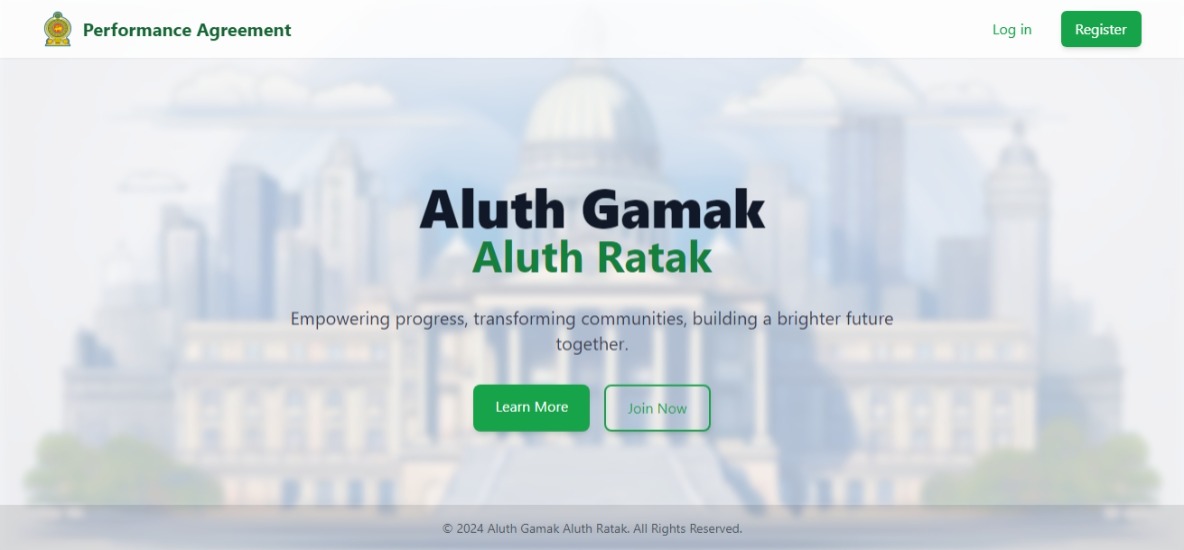 Performance Agreement
Log in
Register
Aluth Gamak
Aluth Ratak
Empowering progress, transforming communities, building a brighter future
together.
Learn More
Join Now
© 2024 Aluth Gamak Aluth Ratak. All Rights Reserved.